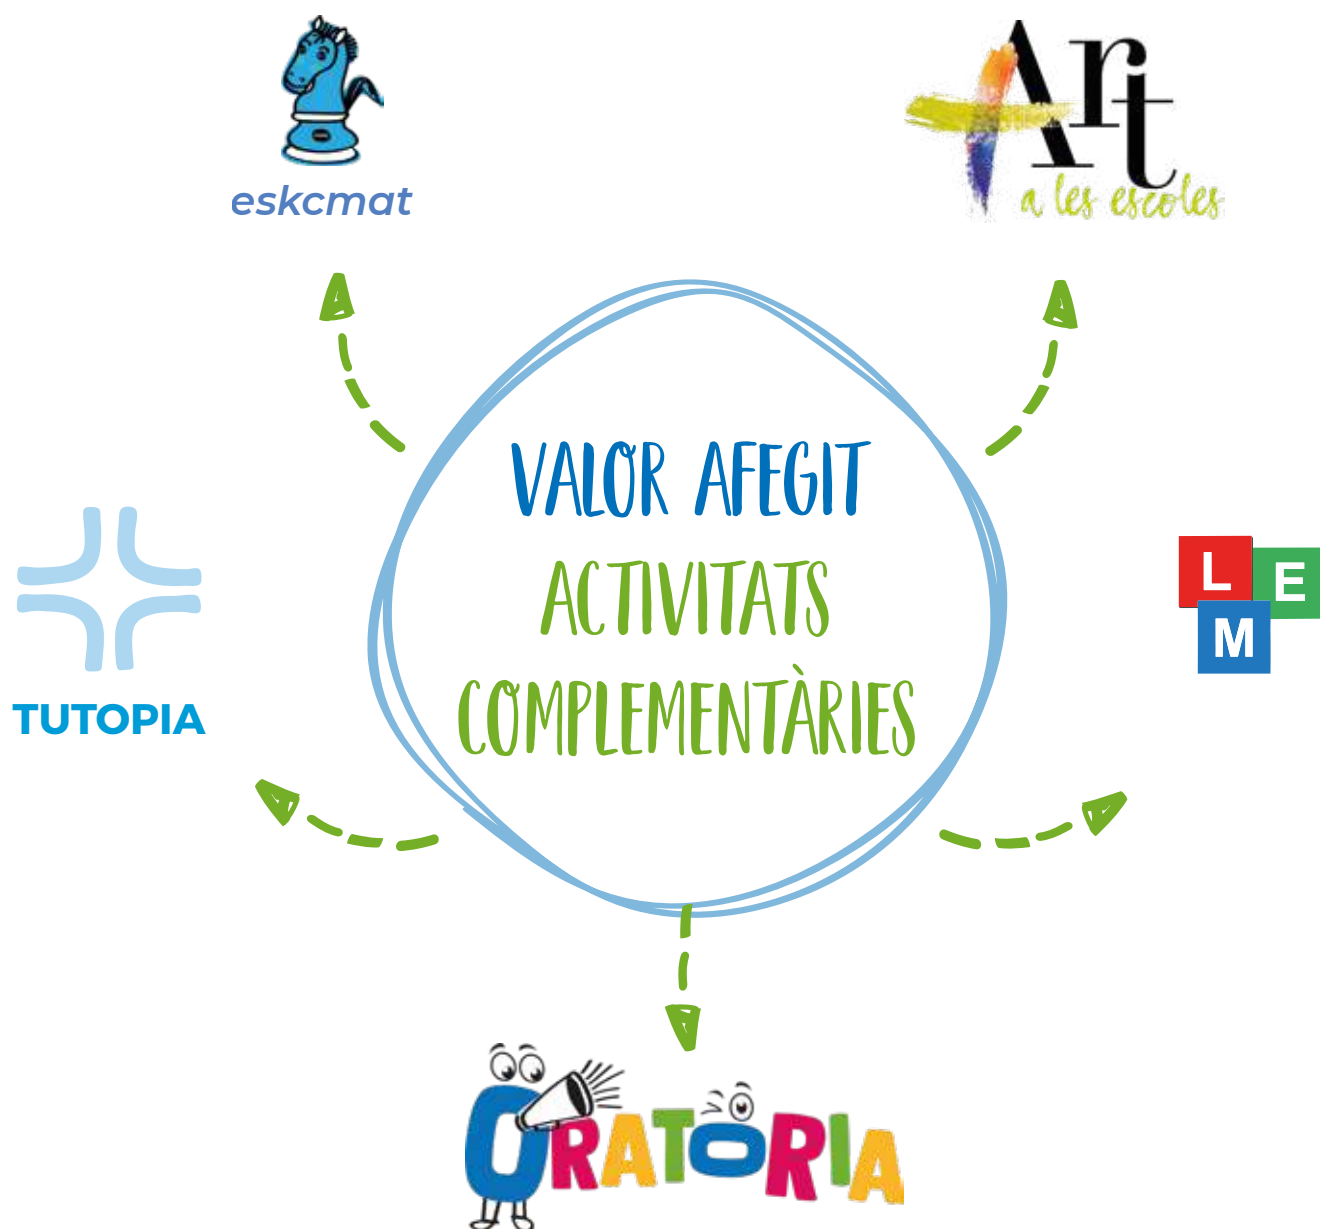 eskcmat
Art
a les escoles
VALOR AFEGIT
ACTIVITATS
COMPLEMENTÀRIES
TUTOPIA
L E
M
ORATÒRIA